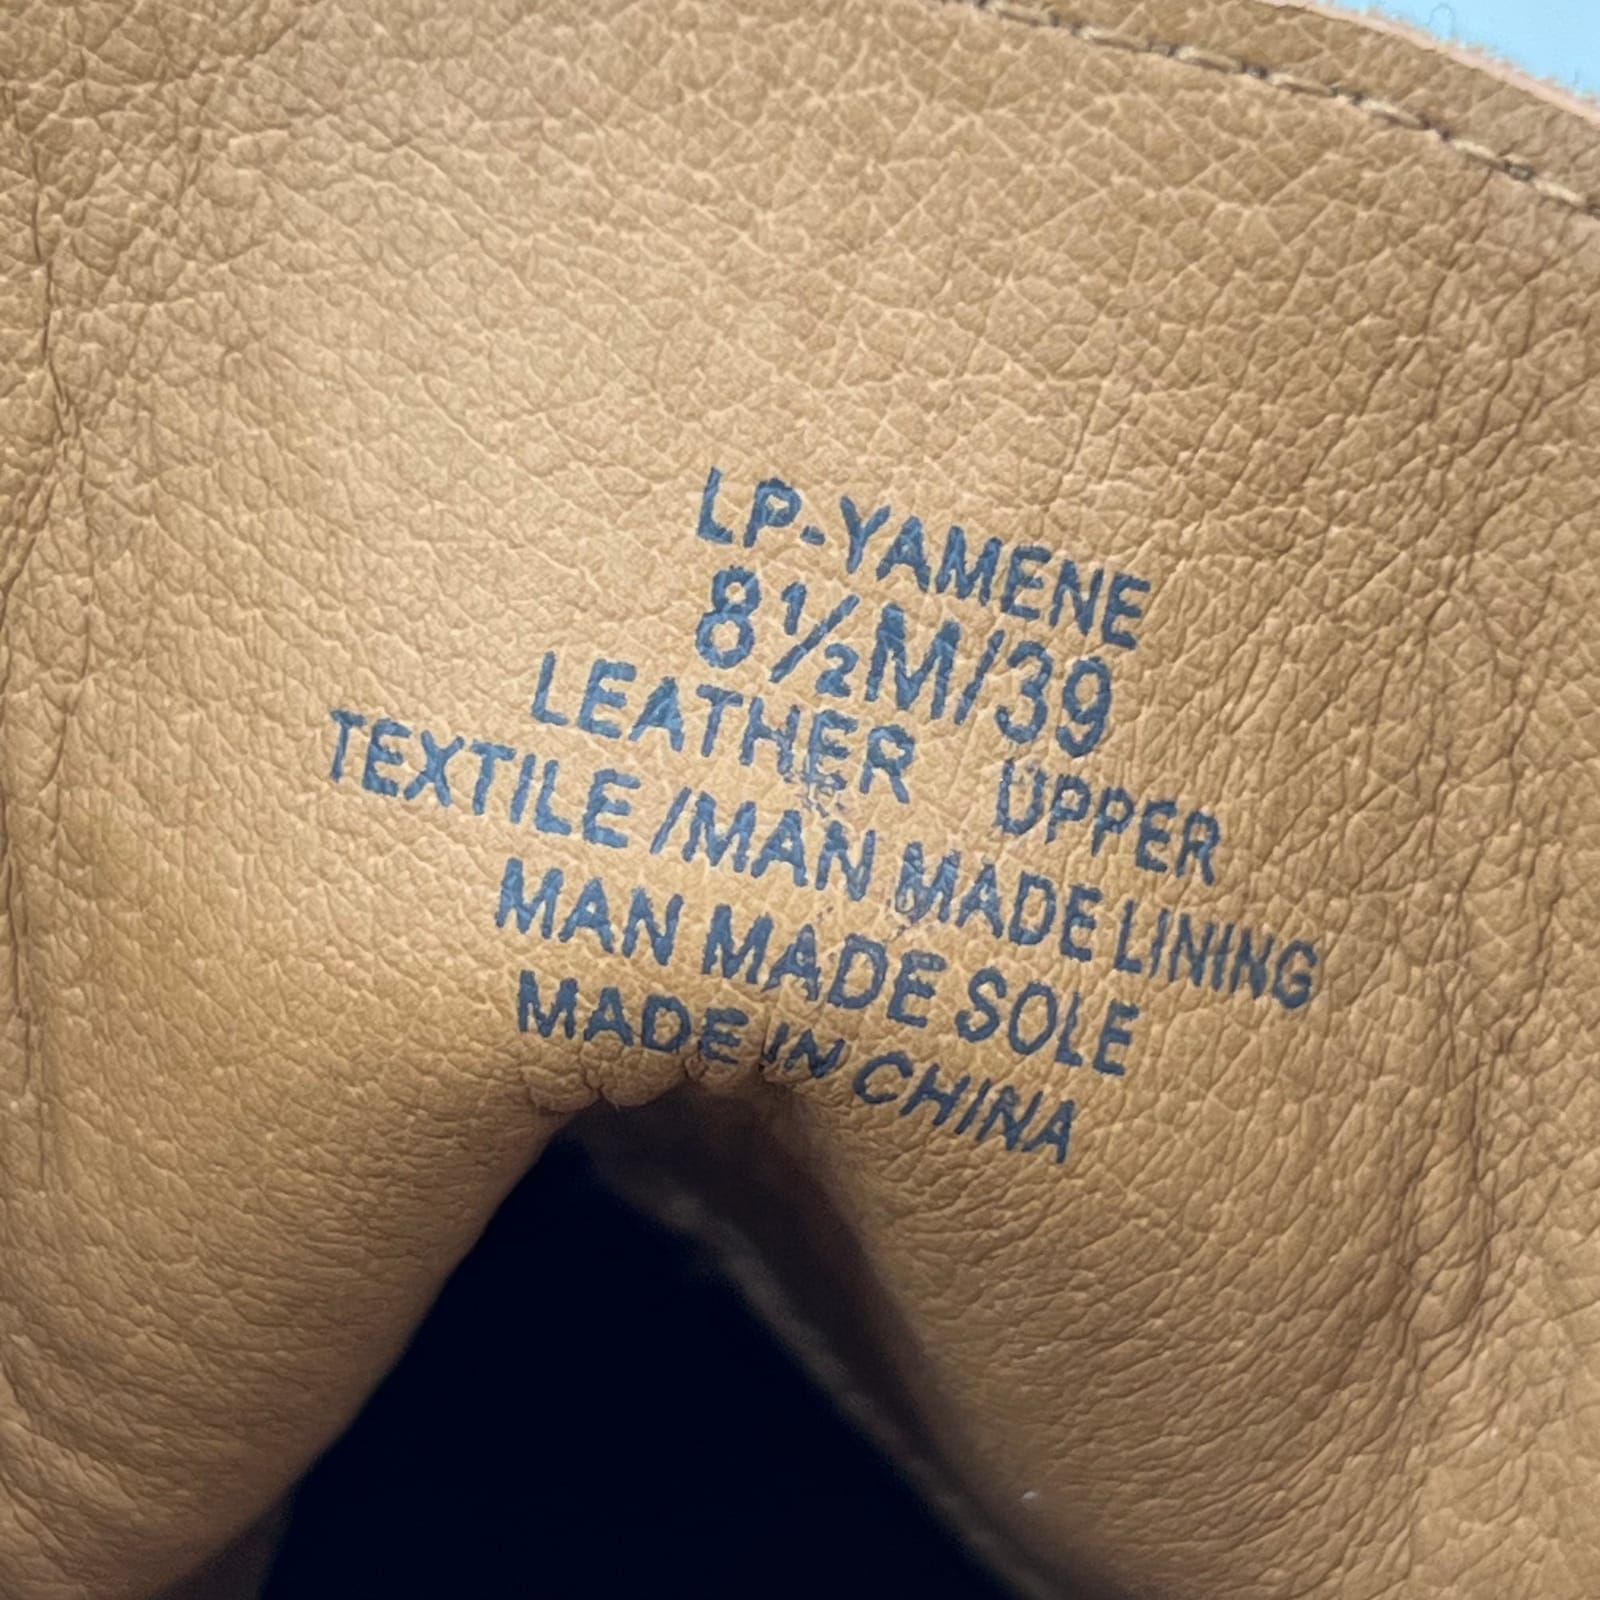 LP-YAMENE
8½M/39
LEATHER UPPER
TEXTILE /MAN MADE LINING
MAN MADE SOLE
MADE IN CHINA